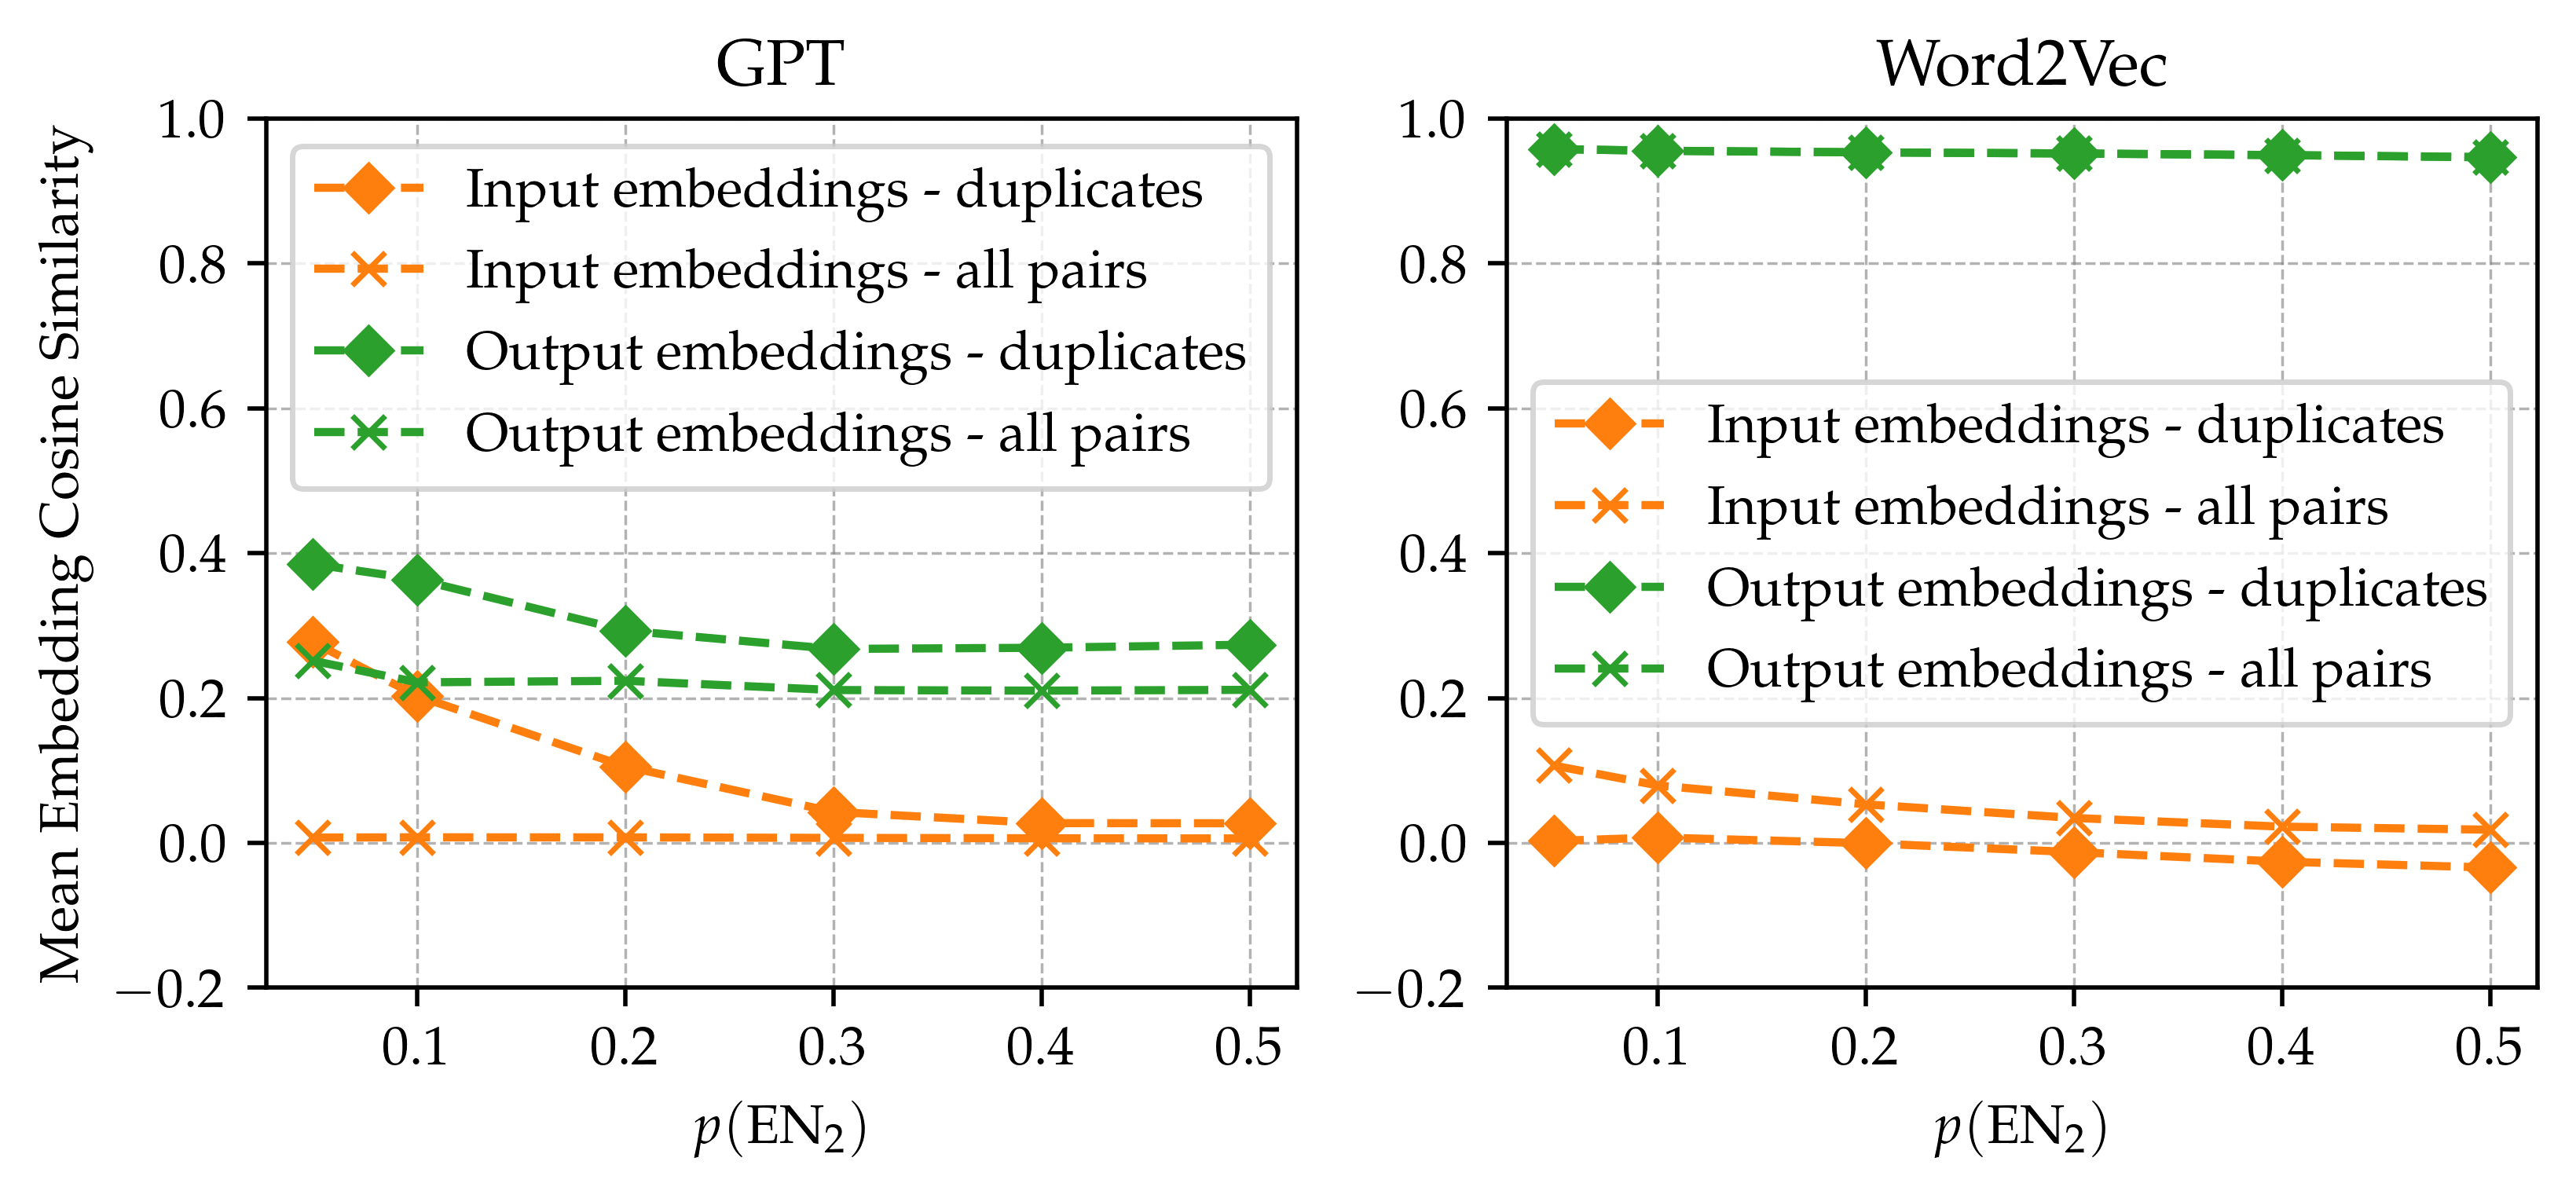 GPT
Mean Embedding Cosine Similarity
1.0
0.8
0.6
0.4
0.2
0.0
−0.2
Input embeddings - duplicates
Input embeddings - all pairs
Output embeddings - duplicates
Output embeddings - all pairs
0.1 0.2 0.3 0.4 0.5
p(EN₂)
Word2Vec
1.0
0.8
0.6
0.4
0.2
0.0
−0.2
Input embeddings - duplicates
Input embeddings - all pairs
Output embeddings - duplicates
Output embeddings - all pairs
0.1 0.2 0.3 0.4 0.5
p(EN₂)